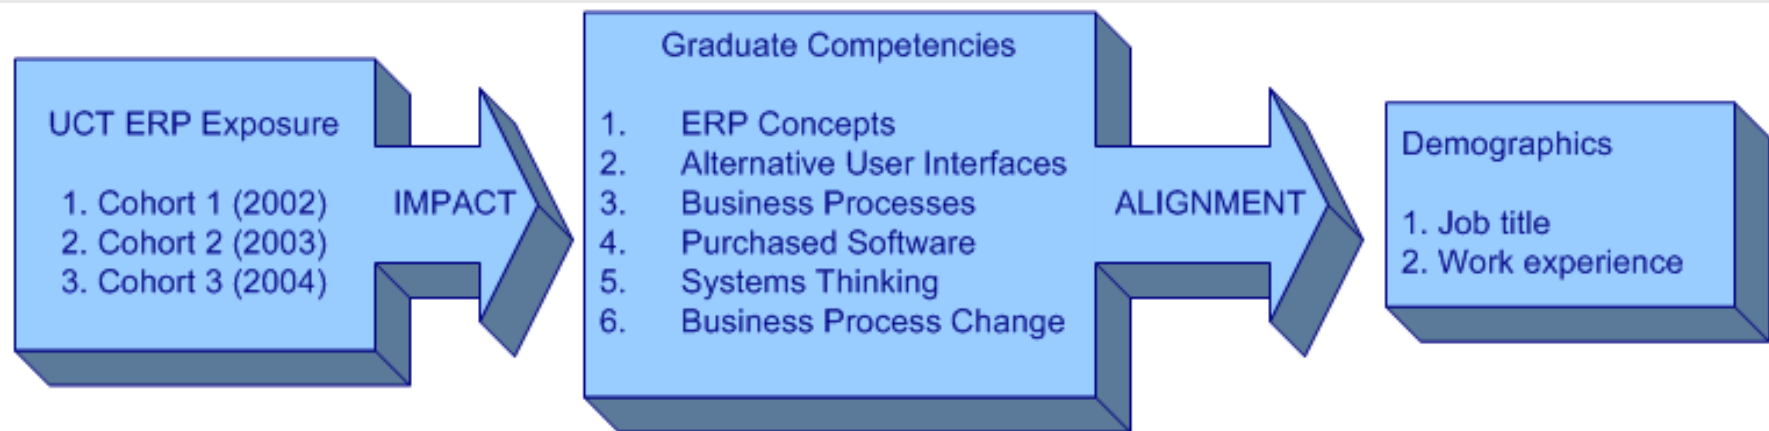 UCT ERP Exposure
1. Cohort 1 (2002)
2. Cohort 2 (2003)
3. Cohort 3 (2004)
IMPACT
Graduate Competencies
1. ERP Concepts
2. Alternative User Interfaces
3. Business Processes
4. Purchased Software
5. Systems Thinking
6. Business Process Change
ALIGNMENT
Demographics
1. Job title
2. Work experience